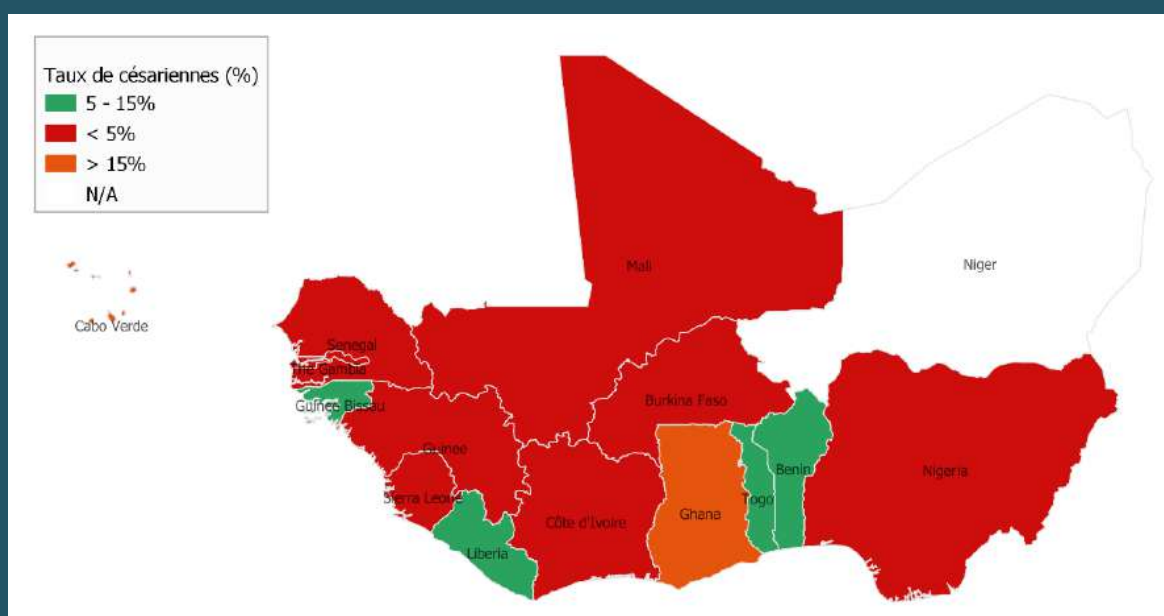 Taux de césariennes (%)
5 - 15%
< 5%
> 15%
N/A
Mali
Niger
Cabo Verde
Senegal
The Gambia
Guinea Bissau
Burkina Faso
Guinee
Benin
Nigeria
Sierra Leone
Togo
Ghana
Côte d'Ivoire
Liberia